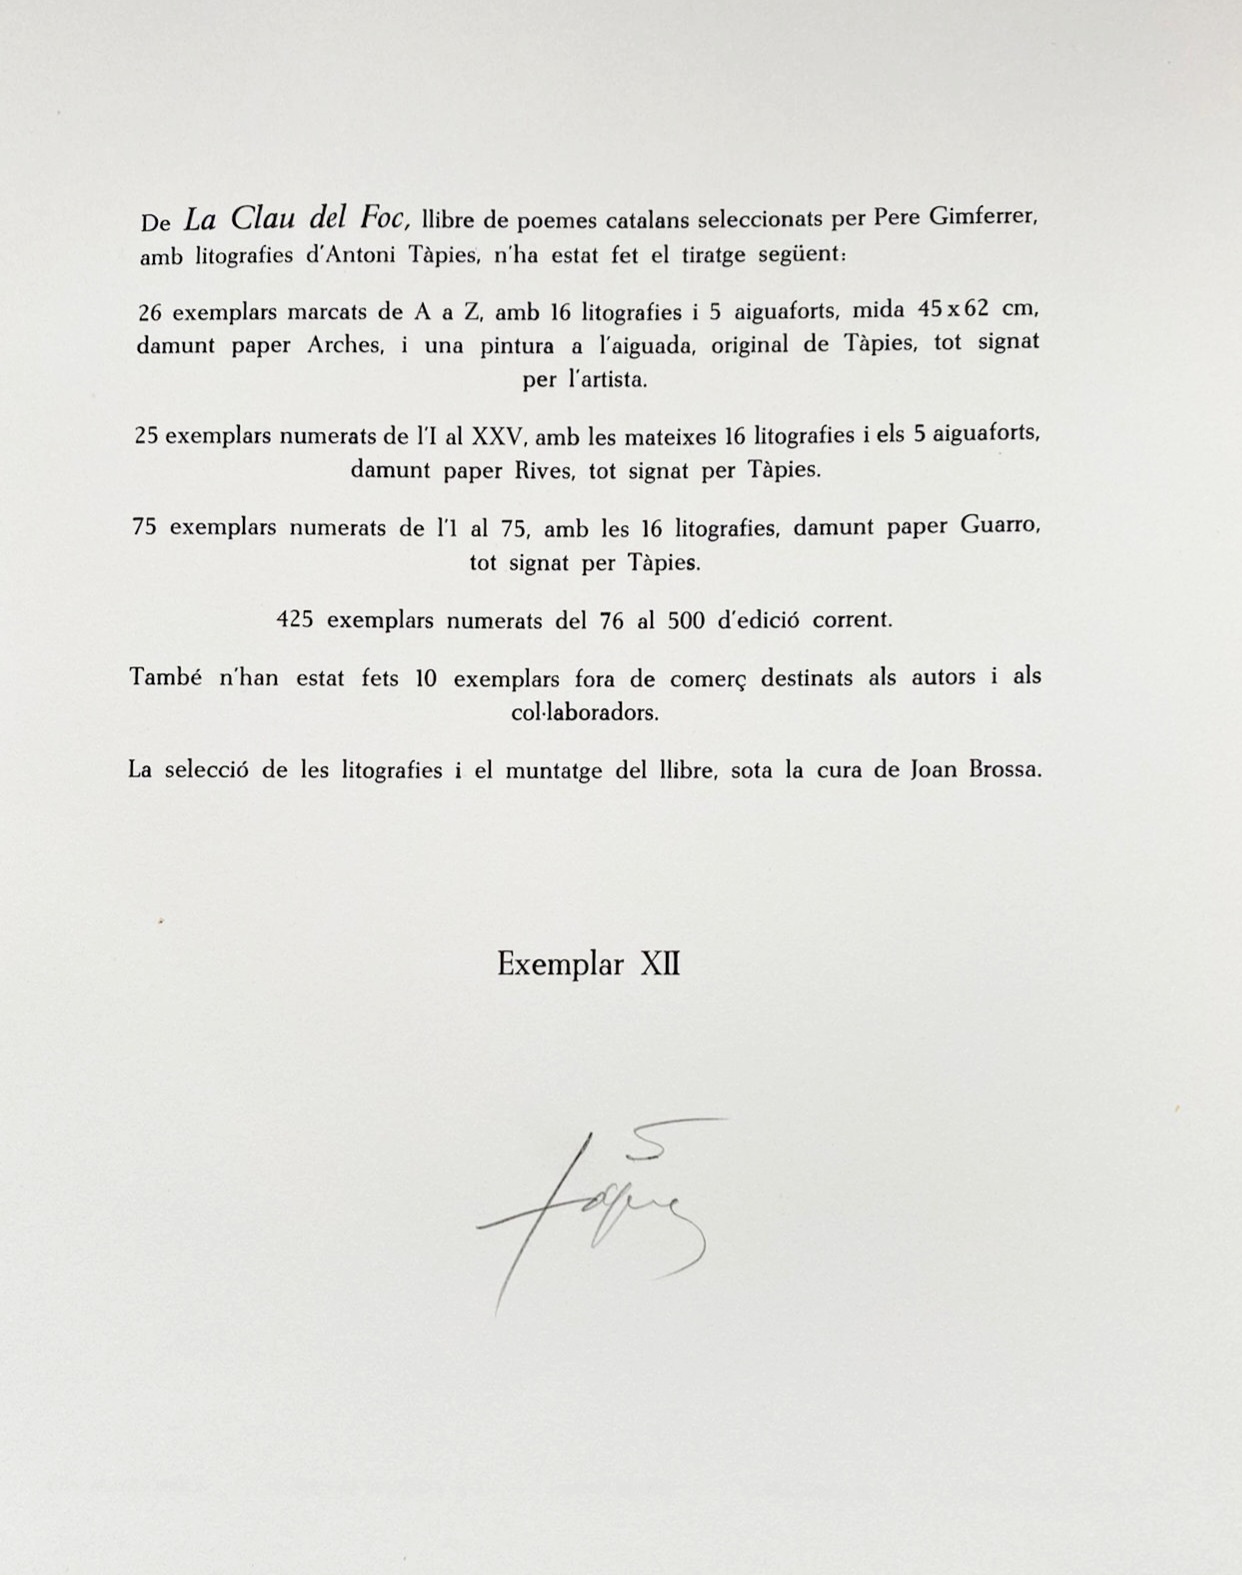 De La Clau del Foc, llibre de poemes catalans seleccionats per Pere Gimferrer,
amb litografies d'Antoni Tàpies, n'ha estat fet el tiratge següent:
26 exemplars marcats de A a Z, amb 16 litografies i 5 aiguaforts, mida 45 x 62 cm,
damunt paper Arches, i una pintura a l'aiguada, original de Tàpies, tot signat
per l'artista.
25 exemplars numerats de l'I al XXV, amb les mateixes 16 litografies i els 5 aiguaforts,
damunt paper Rives, tot signat per Tàpies.
75 exemplars numerats de l'1 al 75, amb les 16 litografies, damunt paper Guarro,
tot signat per Tàpies.
425 exemplars numerats del 76 al 500 d'edició corrent.
També n'han estat fets 10 exemplars fora de comerç destinats als autors i als
col·laboradors.
La selecció de les litografies i el muntatge del llibre, sota la cura de Joan Brossa.
Exemplar XII
Tàpies